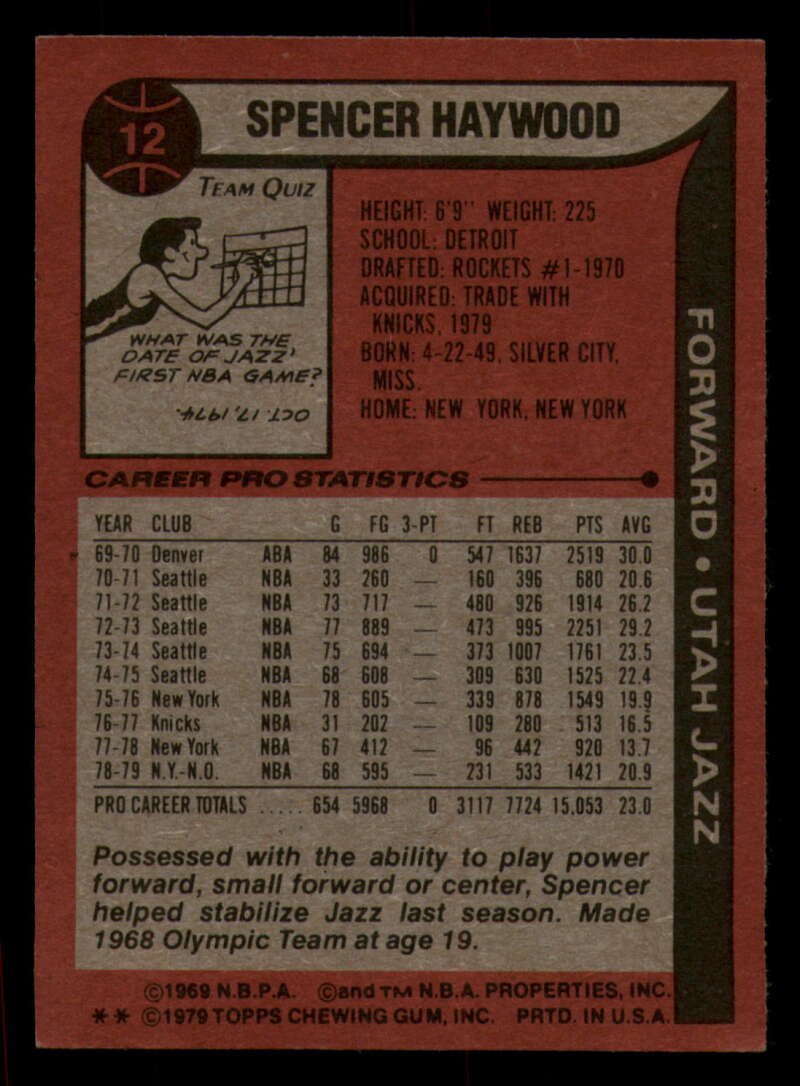 12
SPENCER HAYWOOD
TEAM QUIZ
WHAT WAS THE
DATE OF JAZZ'
FIRST NBA GAME?
OCT. 17, 1974.
HEIGHT: 6'9" WEIGHT: 225
SCHOOL: DETROIT
DRAFTED: ROCKETS #1-1970
ACQUIRED: TRADE WITH
KNICKS, 1979
BORN: 4-22-49, SILVER CITY,
MISS.
HOME: NEW YORK, NEW YORK
FORWARD • UTAH JAZZ
CAREER PRO STATISTICS
YEAR CLUB G FG 3-PT FT REB PTS AVG
69-70 Denver ABA 84 986 0 547 1637 2519 30.0
70-71 Seattle NBA 33 260 — 160 396 680 20.6
71-72 Seattle NBA 73 717 — 480 926 1914 26.2
72-73 Seattle NBA 77 889 — 473 995 2251 29.2
73-74 Seattle NBA 75 694 — 373 1007 1761 23.5
74-75 Seattle NBA 68 608 — 309 630 1525 22.4
75-76 New York NBA 78 605 — 339 878 1549 19.9
76-77 Knicks NBA 31 202 — 109 280 513 16.5
77-78 New York NBA 67 412 — 96 442 920 13.7
78-79 N.Y.-N.O. NBA 68 595 — 231 533 1421 20.9
PRO CAREER TOTALS ..... 654 5968 0 3117 7724 15,053 23.0
Possessed with the ability to play power
forward, small forward or center, Spencer
helped stabilize Jazz last season. Made
1968 Olympic Team at age 19.
©1969 N.B.P.A. ©and TM N.B.A. PROPERTIES, INC.
** ©1979 TOPPS CHEWING GUM, INC. PRTD. IN U.S.A.